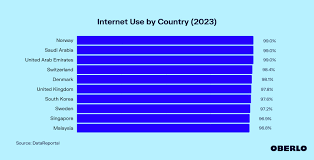 Internet Use by Country (2023)
Norway 99.0%
Saudi Arabia 99.0%
United Arab Emirates 99.0%
Switzerland 98.4%
Denmark 98.1%
United Kingdom 97.8%
South Korea 97.6%
Sweden 97.2%
Singapore 96.9%
Malaysia 96.8%
Source: DataReportal
OBERLO